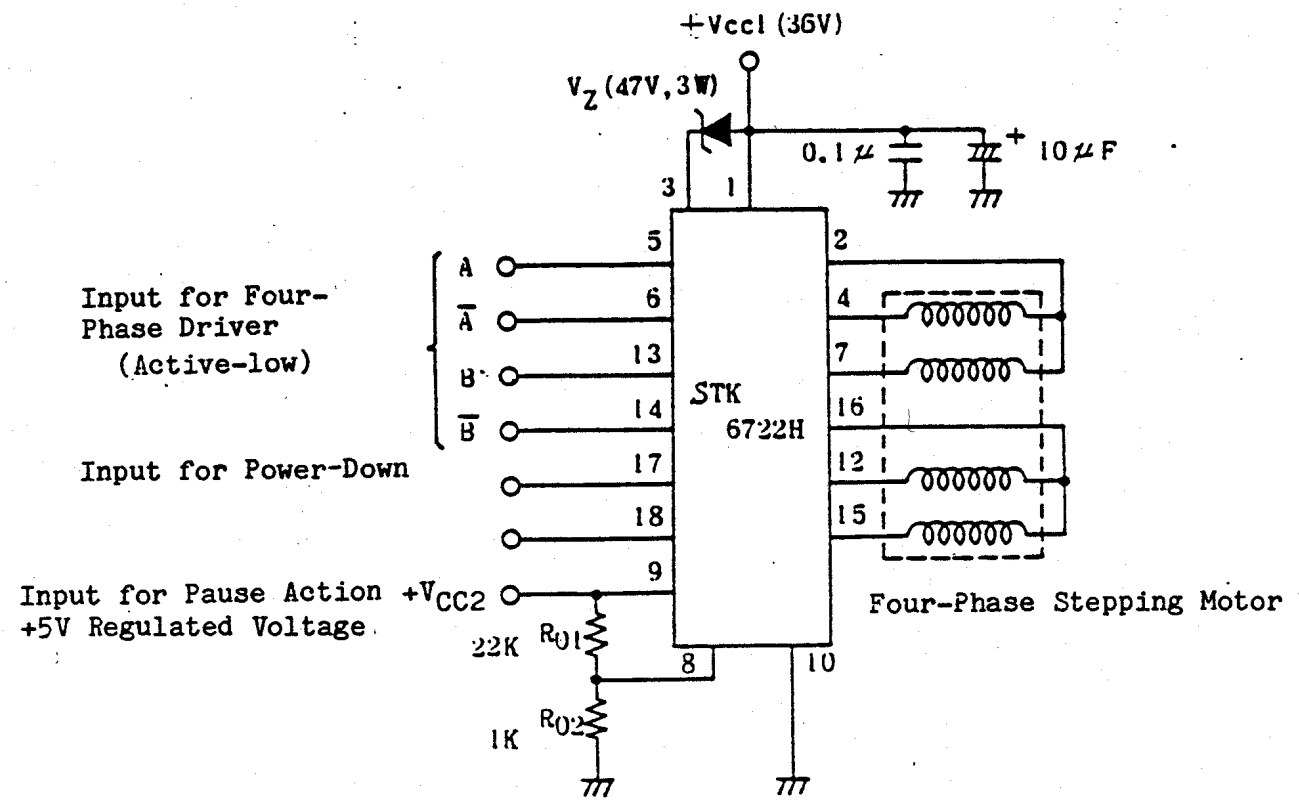 +Vcc1 (36V)
VZ (47V, 3W)
0.1μ
10μF
+
3
1
5
2
A
6
4
Input for Four-
Phase Driver
(Active-low)
A̅
13
7
B
STK
6722H
14
16
B̅
Input for Power-Down
17
12
18
15
9
Input for Pause Action +VCC2
+5V Regulated Voltage
Four-Phase Stepping Motor
22K R01
8
10
1K R02